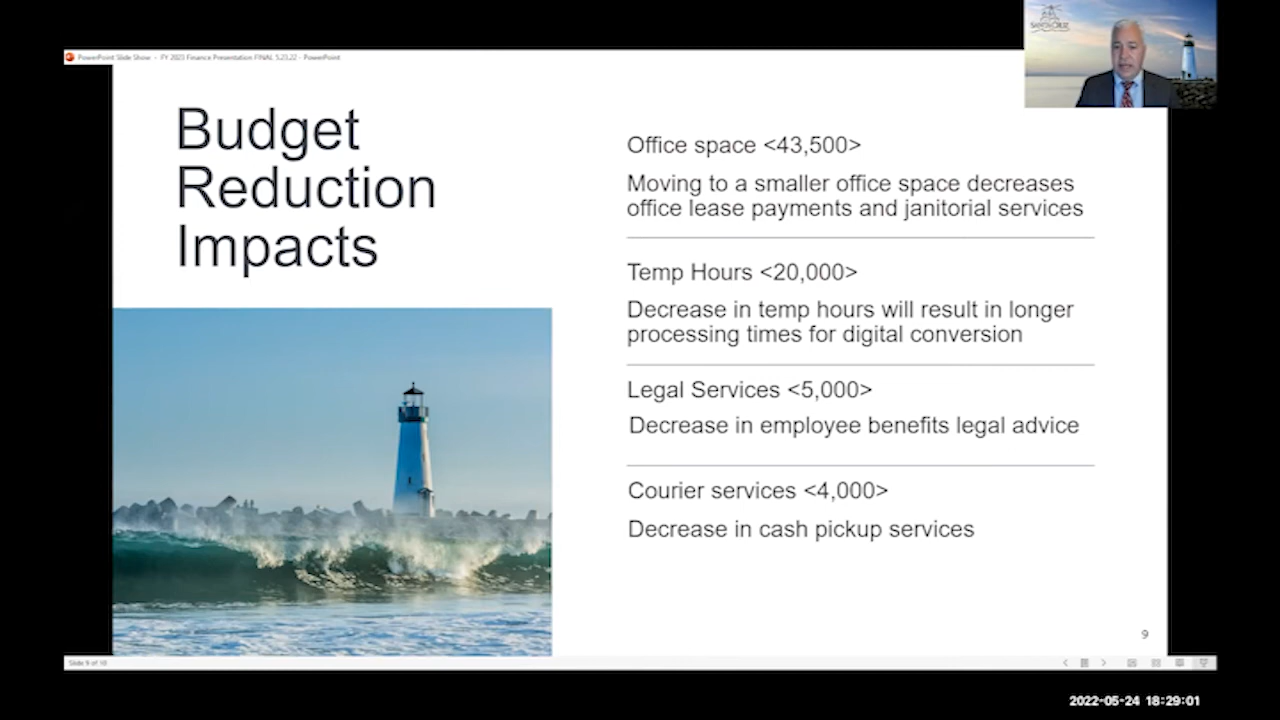 SANTA CRUZ
PowerPoint Slide Show - FY 2023 Finance Presentation FINAL 5.23.22 - PowerPoint
Budget
Reduction
Impacts
Office space <43,500>
Moving to a smaller office space decreases
office lease payments and janitorial services
Temp Hours <20,000>
Decrease in temp hours will result in longer
processing times for digital conversion
Legal Services <5,000>
Decrease in employee benefits legal advice
Courier services <4,000>
Decrease in cash pickup services
9
Slide 9 of 10
2022-05-24 18:29:01